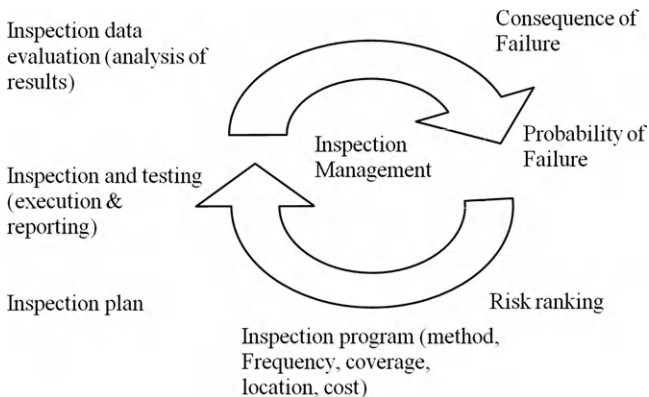 Inspection data
evaluation (analysis of
results)
Consequence of
Failure
Inspection
Management
Probability of
Failure
Inspection and testing
(execution &
reporting)
Inspection plan
Risk ranking
Inspection program (method,
Frequency, coverage,
location, cost)